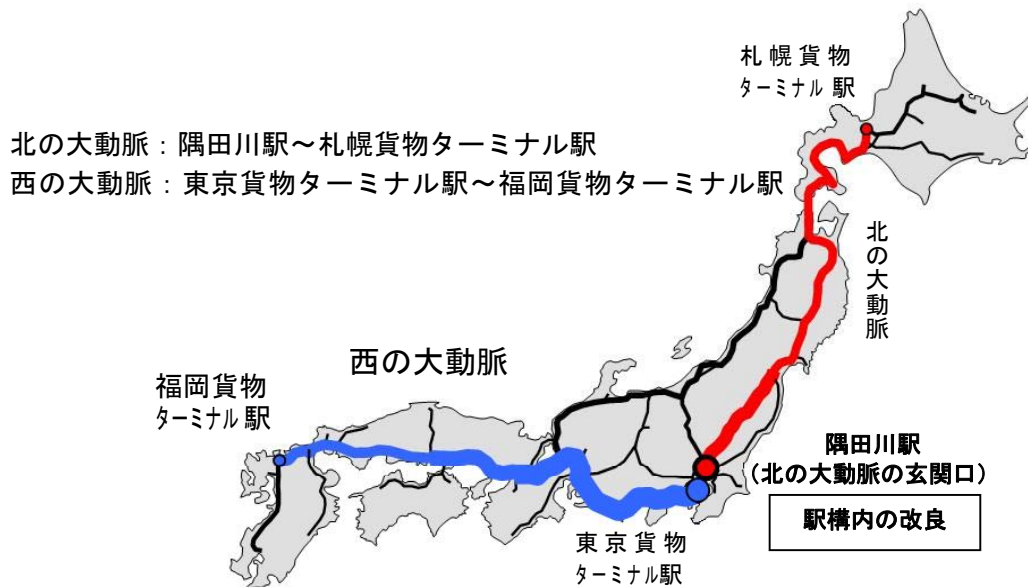 札幌貨物
ターミナル駅
北の大動脈：隅田川駅～札幌貨物ターミナル駅
西の大動脈：東京貨物ターミナル駅～福岡貨物ターミナル駅
北の大動脈
西の大動脈
福岡貨物
ターミナル駅
隅田川駅
（北の大動脈の玄関口）
駅構内の改良
東京貨物
ターミナル駅